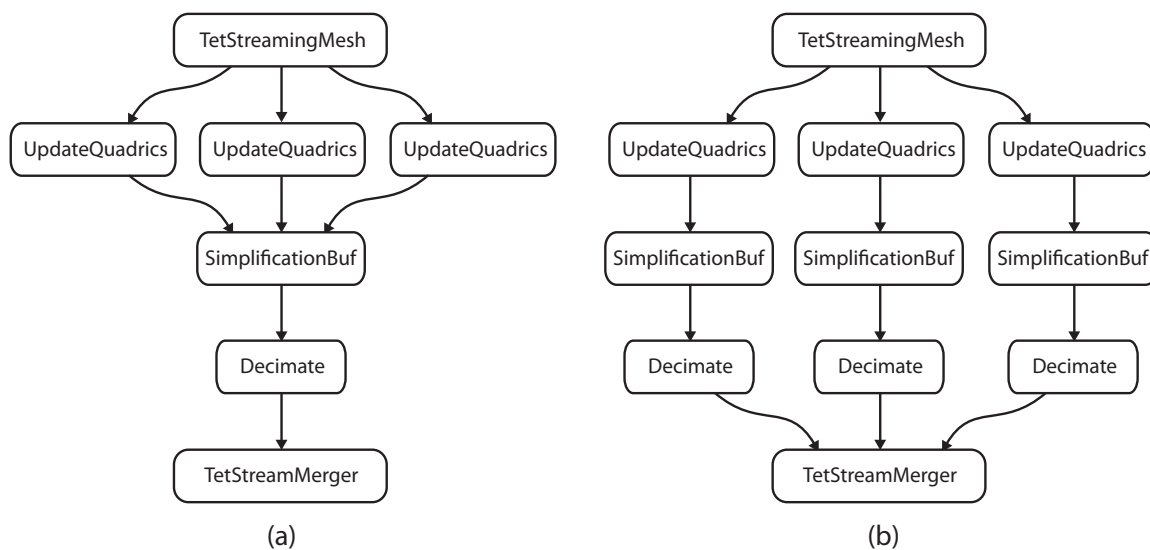 TetStreamingMesh
UpdateQuadrics
UpdateQuadrics
UpdateQuadrics
SimplificationBuf
Decimate
TetStreamMerger
(a)
TetStreamingMesh
UpdateQuadrics
UpdateQuadrics
UpdateQuadrics
SimplificationBuf
SimplificationBuf
SimplificationBuf
Decimate
Decimate
Decimate
TetStreamMerger
(b)